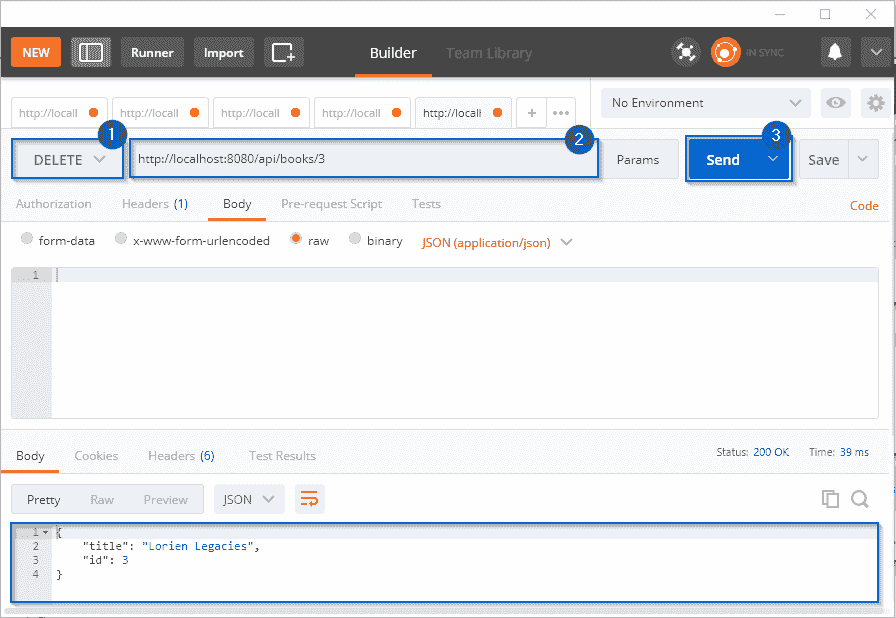 NEW Runner Import Builder Team Library IN SYNC
http://locall http://locall http://locall http://locall http://locall + ••• No Environment
1 2 3
DELETE http://localhost:8080/api/books/3 Params Send Save
Authorization Headers (1) Body Pre-request Script Tests Code
form-data x-www-form-urlencoded raw binary JSON (application/json)
1
Body Cookies Headers (6) Test Results Status: 200 OK Time: 39 ms
Pretty Raw Preview JSON
1 {
2 "title": "Lorien Legacies",
3 "id": 3
4 }